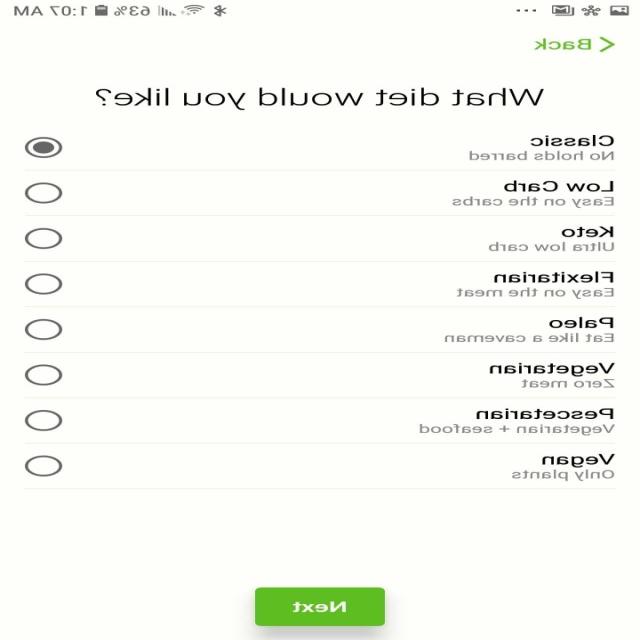 63% 1:07 AM
Back
What diet would you like?
Classic
No holds barred
Low Carb
Easy on the carbs
Keto
Ultra low carb
Flexitarian
Easy on the meat
Paleo
Eat like a caveman
Vegetarian
Zero meat
Pescetarian
Vegetarian + seafood
Vegan
Only plants
Next